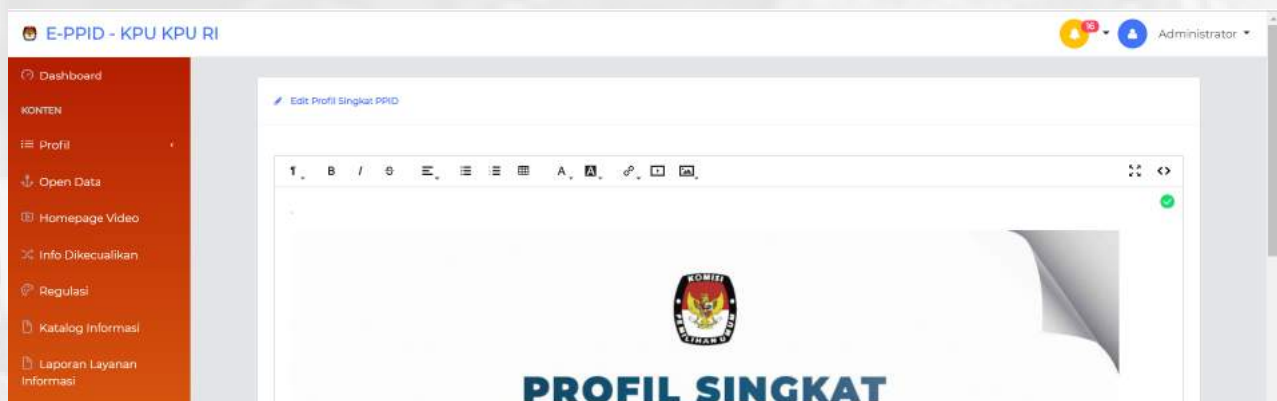 E-PPID - KPU KPU RI
16
Administrator
Dashboard
KONTEN
Profil
Open Data
Homepage Video
Info Dikecualikan
Regulasi
Katalog Informasi
Laporan Layanan
Informasi
Edit Profil Singkat PPID
KOMISI
PEMILIHAN UMUM
PROFIL SINGKAT